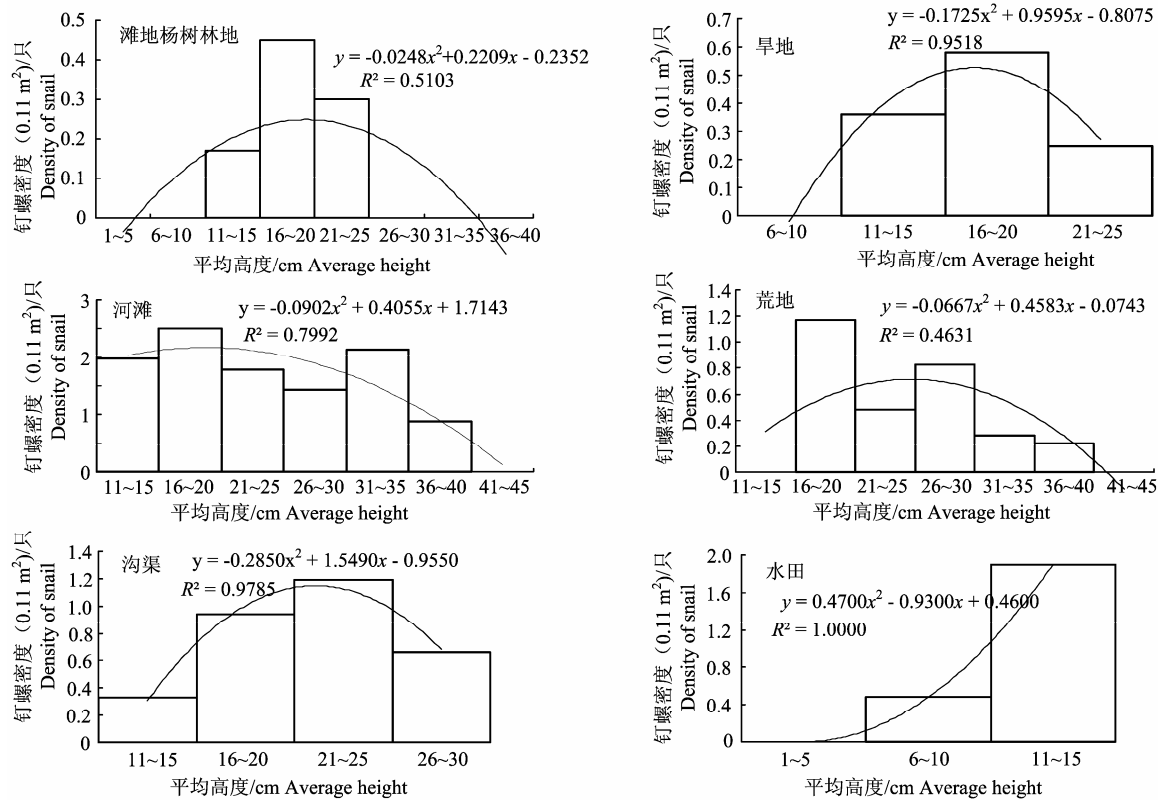 滩地杨树林地
y = -0.0248x²+0.2209x - 0.2352
R² = 0.5103
钉螺密度（0.11 m²)/只
Density of snail
0.5
0.4
0.3
0.2
0.1
0
1~5 6~10 11~15 16~20 21~25 26~30 31~35 36~40
平均高度/cm Average height
旱地
y = -0.1725x² + 0.9595x - 0.8075
R² = 0.9518
钉螺密度（0.11 m²)/只
Density of snail
0.7
0.6
0.5
0.4
0.3
0.2
0.1
0
6~10 11~15 16~20 21~25
平均高度/cm Average height
河滩
y = -0.0902x² + 0.4055x + 1.7143
R² = 0.7992
钉螺密度（0.11 m²)/只
Density of snail
3
2
1
0
11~15 16~20 21~25 26~30 31~35 36~40 41~45
平均高度/cm Average height
荒地
y = -0.0667x² + 0.4583x - 0.0743
R² = 0.4631
钉螺密度（0.11 m²)/只
Density of snail
1.4
1.2
1.0
0.8
0.6
0.4
0.2
0
11~15 16~20 21~25 26~30 31~35 36~40 41~45
平均高度/cm Average height
沟渠
y = -0.2850x² + 1.5490x - 0.9550
R² = 0.9785
钉螺密度（0.11 m²)/只
Density of snail
1.4
1.2
1.0
0.8
0.6
0.4
0.2
0
11~15 16~20 21~25 26~30
平均高度/cm Average height
水田
y = 0.4700x² - 0.9300x + 0.4600
R² = 1.0000
钉螺密度（0.11 m²)/只
Density of snail
2.0
1.6
1.2
0.8
0.4
0
1~5 6~10 11~15
平均高度/cm Average height